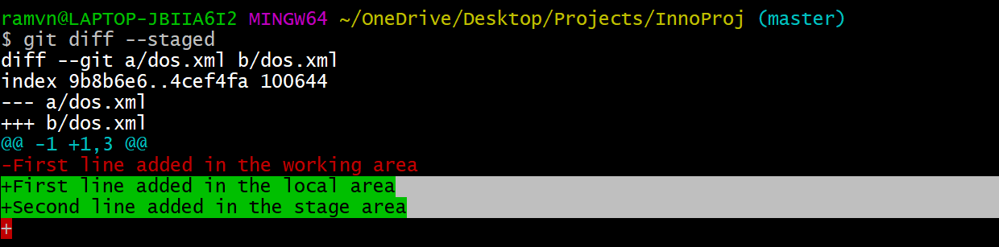 ramvn@LAPTOP-JBIIA6I2 MINGW64 ~/OneDrive/Desktop/Projects/InnoProj (master)
$ git diff --staged
diff --git a/dos.xml b/dos.xml
index 9b8b6e6..4cef4fa 100644
--- a/dos.xml
+++ b/dos.xml
@@ -1 +1,3 @@
-First line added in the working area
+First line added in the local area
+Second line added in the stage area
+